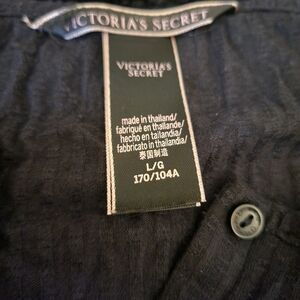 VICTORIA'S SECRET
VICTORIA'S
SECRET
made in thailand/
fabriqué en thaïlande/
hecho en tailandia/
fabbricato in thailandia/
泰国制造
L/G
170/104A